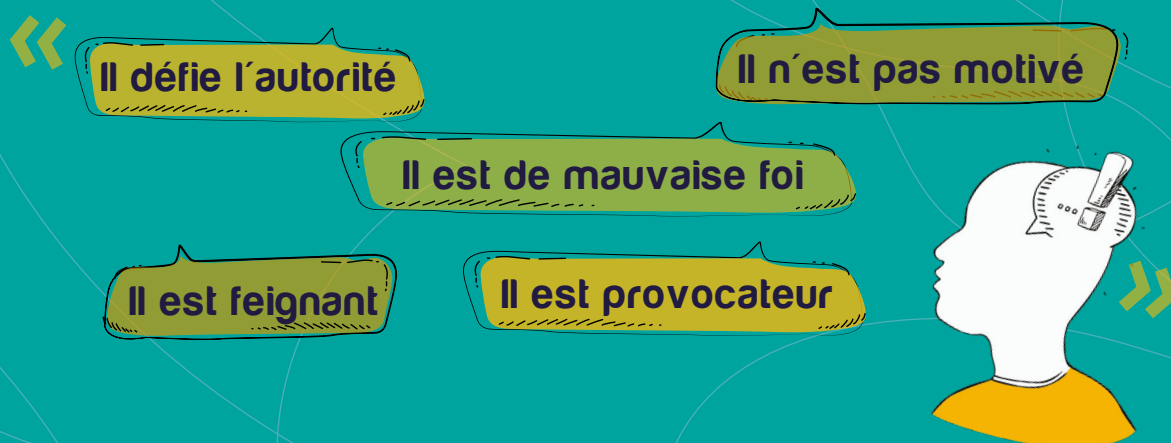 «
Il défie l´autorité
Il n´est pas motivé
Il est de mauvaise foi
Il est feignant
Il est provocateur
»